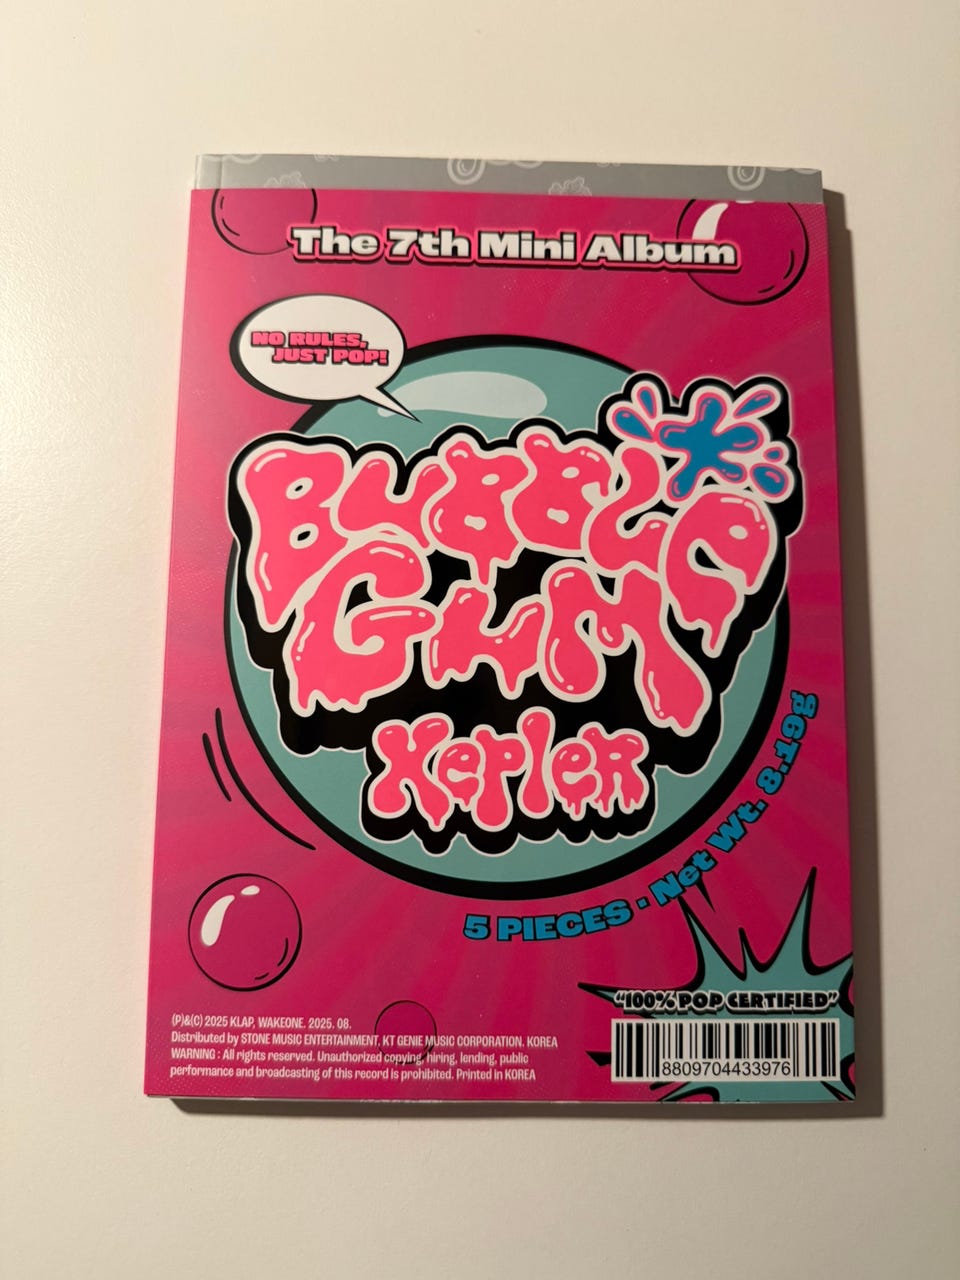 The 7th Mini Album
NO RULES,
JUST POP!
BUBBLE
GUM
Kep1er
5 PIECES · Net Wt. 8.19g
"100% POP CERTIFIED"
(P)&(C) 2025 KLAP, WAKEONE. 2025. 08.
Distributed by STONE MUSIC ENTERTAINMENT, KT GENIE MUSIC CORPORATION. KOREA
WARNING : All rights reserved. Unauthorized copying, hiring, lending, public
performance and broadcasting of this record is prohibited. Printed in KOREA
8809704433976